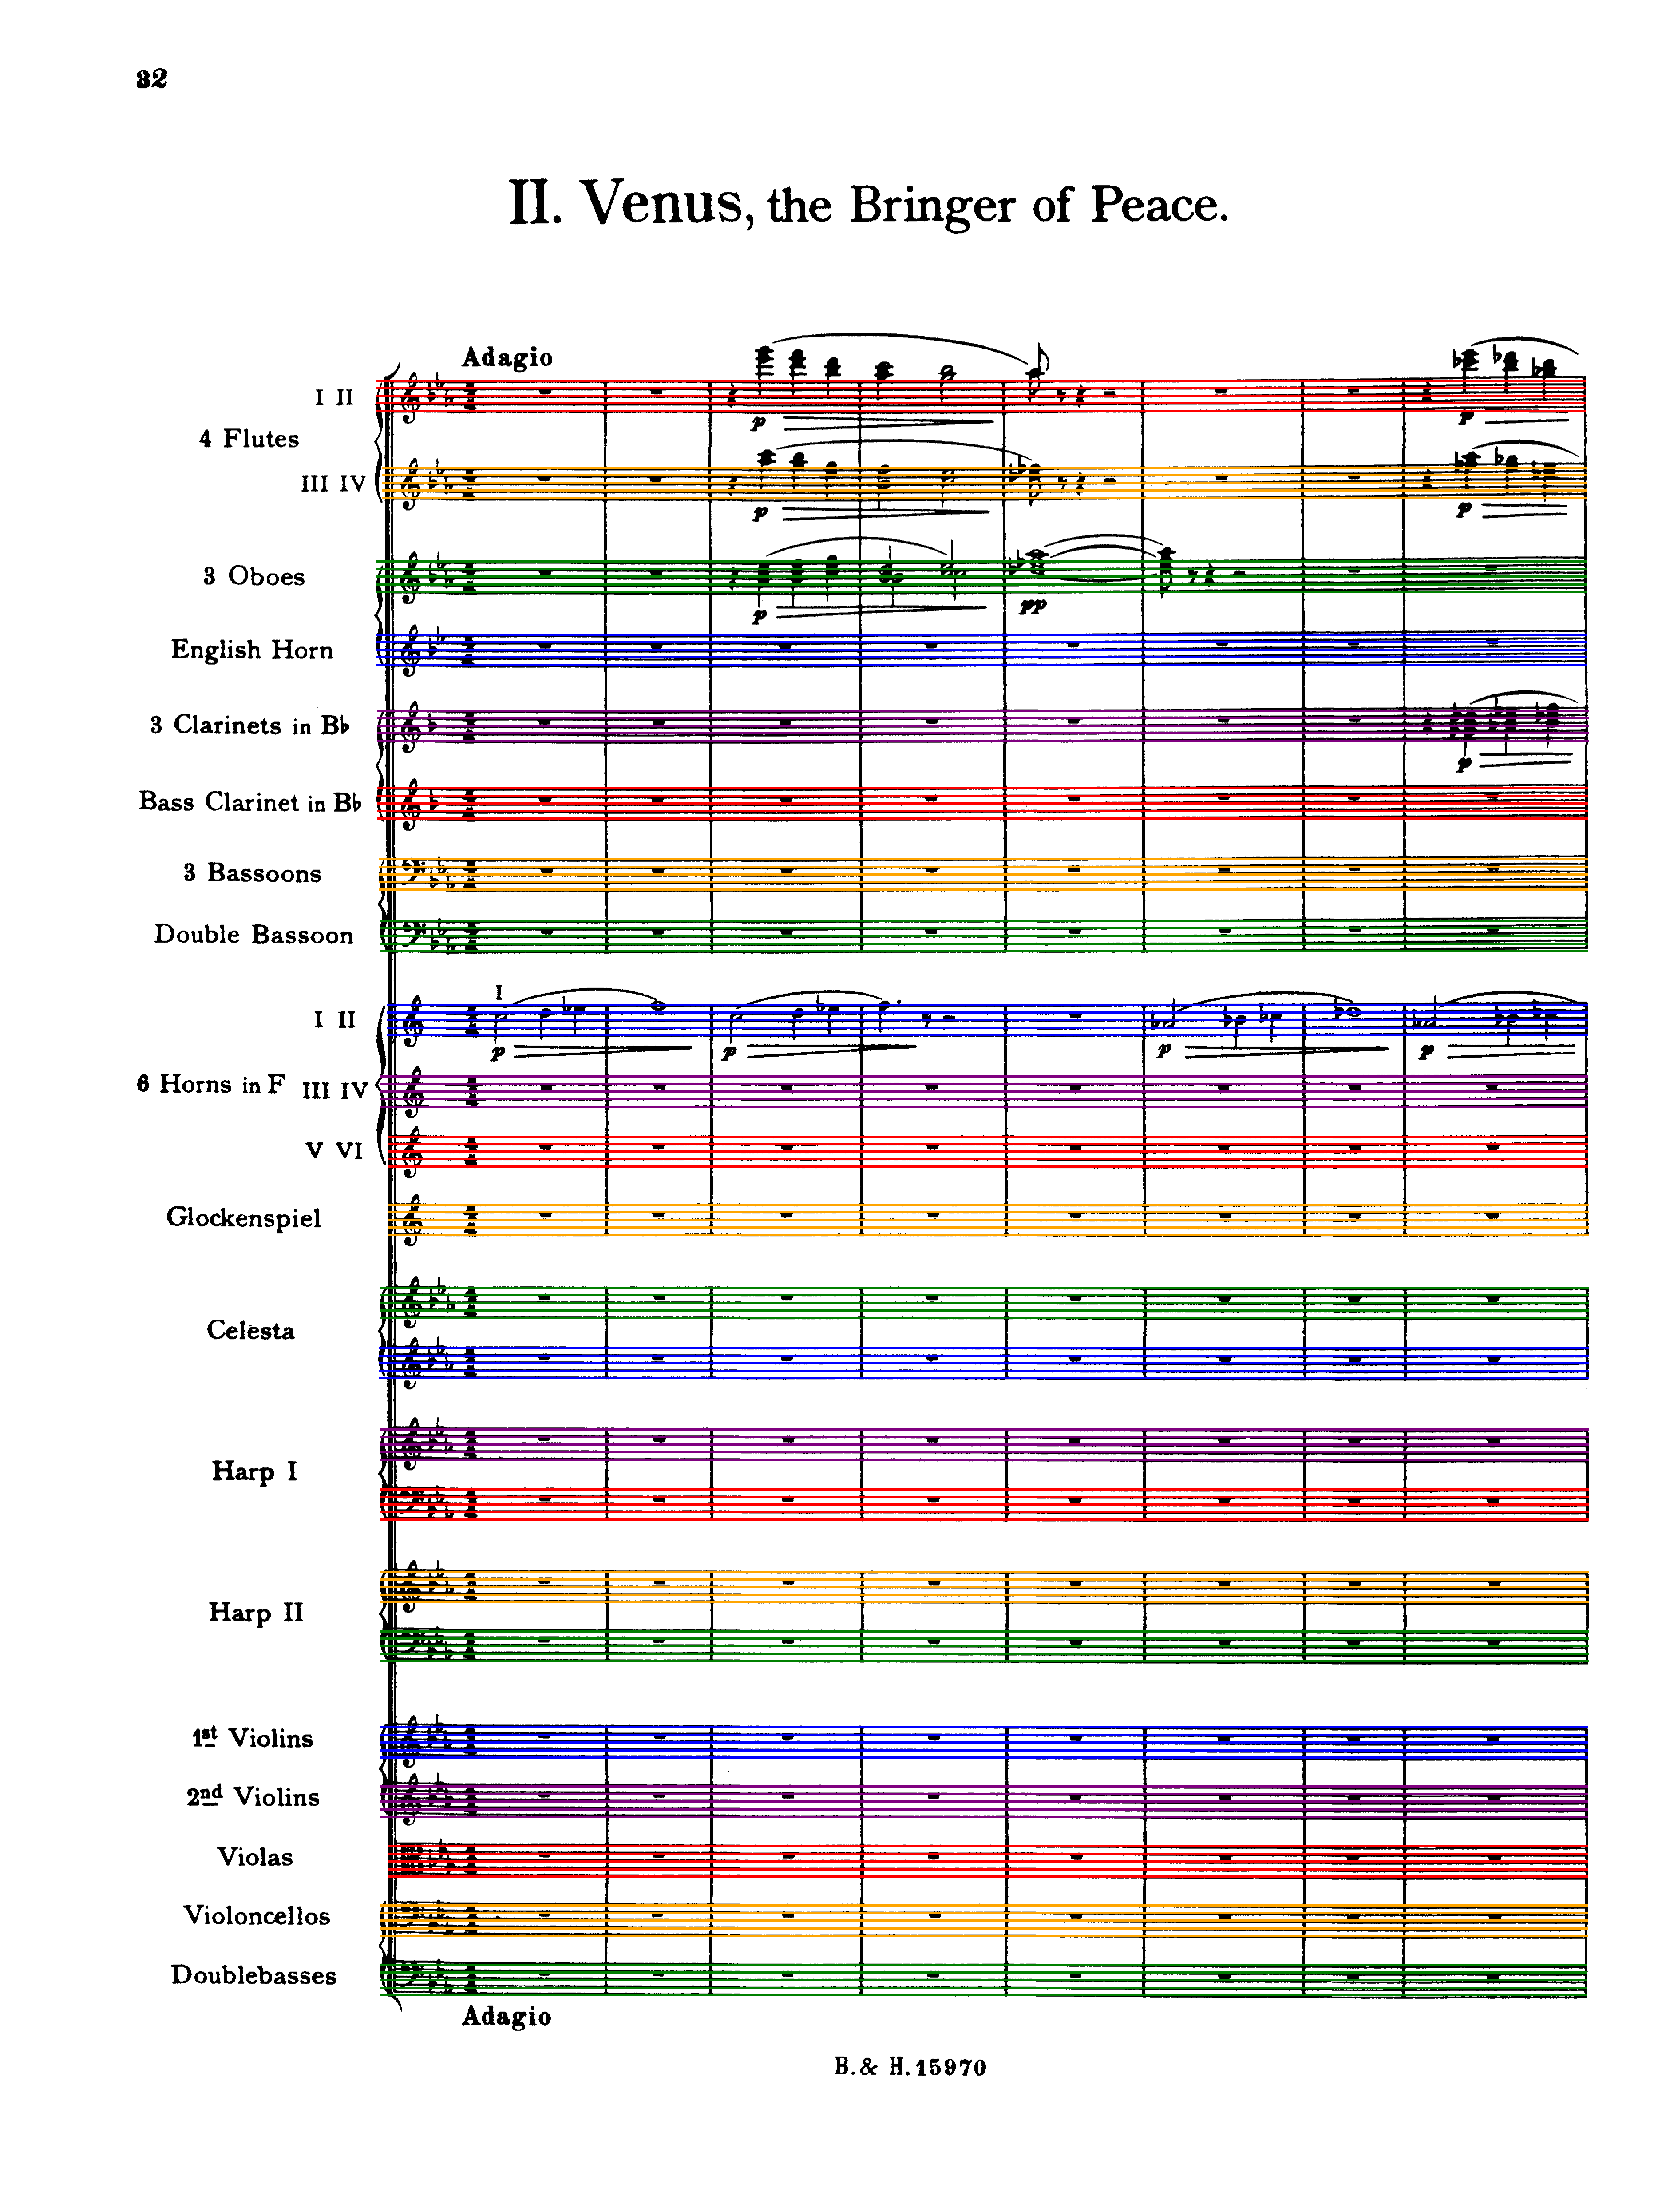 32
II. Venus, the Bringer of Peace.
Adagio
I II
4 Flutes
III IV
p
p
p
p
3 Oboes
p
pp
English Horn
3 Clarinets in B♭
p
Bass Clarinet in B♭
3 Bassoons
Double Bassoon
I
I II
p
p
p
p
6 Horns in F III IV
V VI
Glockenspiel
Celesta
Harp I
Harp II
1st Violins
2nd Violins
Violas
Violoncellos
Doublebasses
Adagio
B. & H. 15970